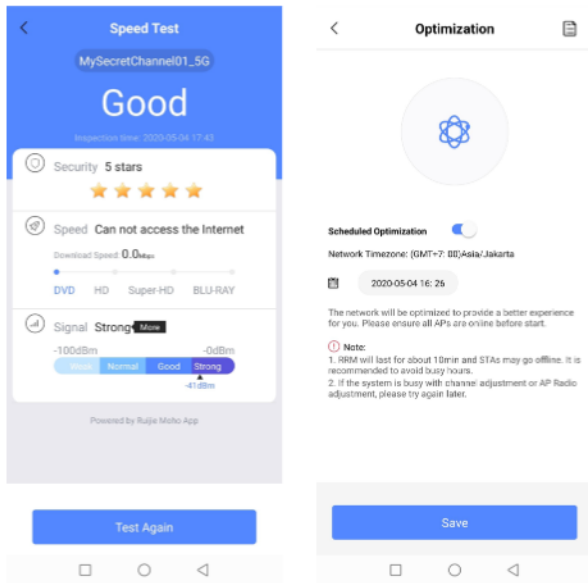 Speed Test
MySecretChannel01_5G
Good
Inspection time: 2020-05-04 17:43
Security 5 stars
Speed Can not access the Internet
Download Speed: 0.0Mbps
DVD HD Super-HD BLU-RAY
Signal Strong More
-100dBm -0dBm
Weak Normal Good Strong
-41dBm
Powered by Ruijie Moho App
Test Again
Optimization
Scheduled Optimization
Network Timezone: (GMT+7: 00)Asia/Jakarta
2020-05-04 16: 26
The network will be optimized to provide a better experience
for you. Please ensure all APs are online before start.
Note:
1. RRM will last for about 10min and STAs may go offline. It is
recommended to avoid busy hours.
2. If the system is busy with channel adjustment or AP Radio
adjustment, please try again later.
Save